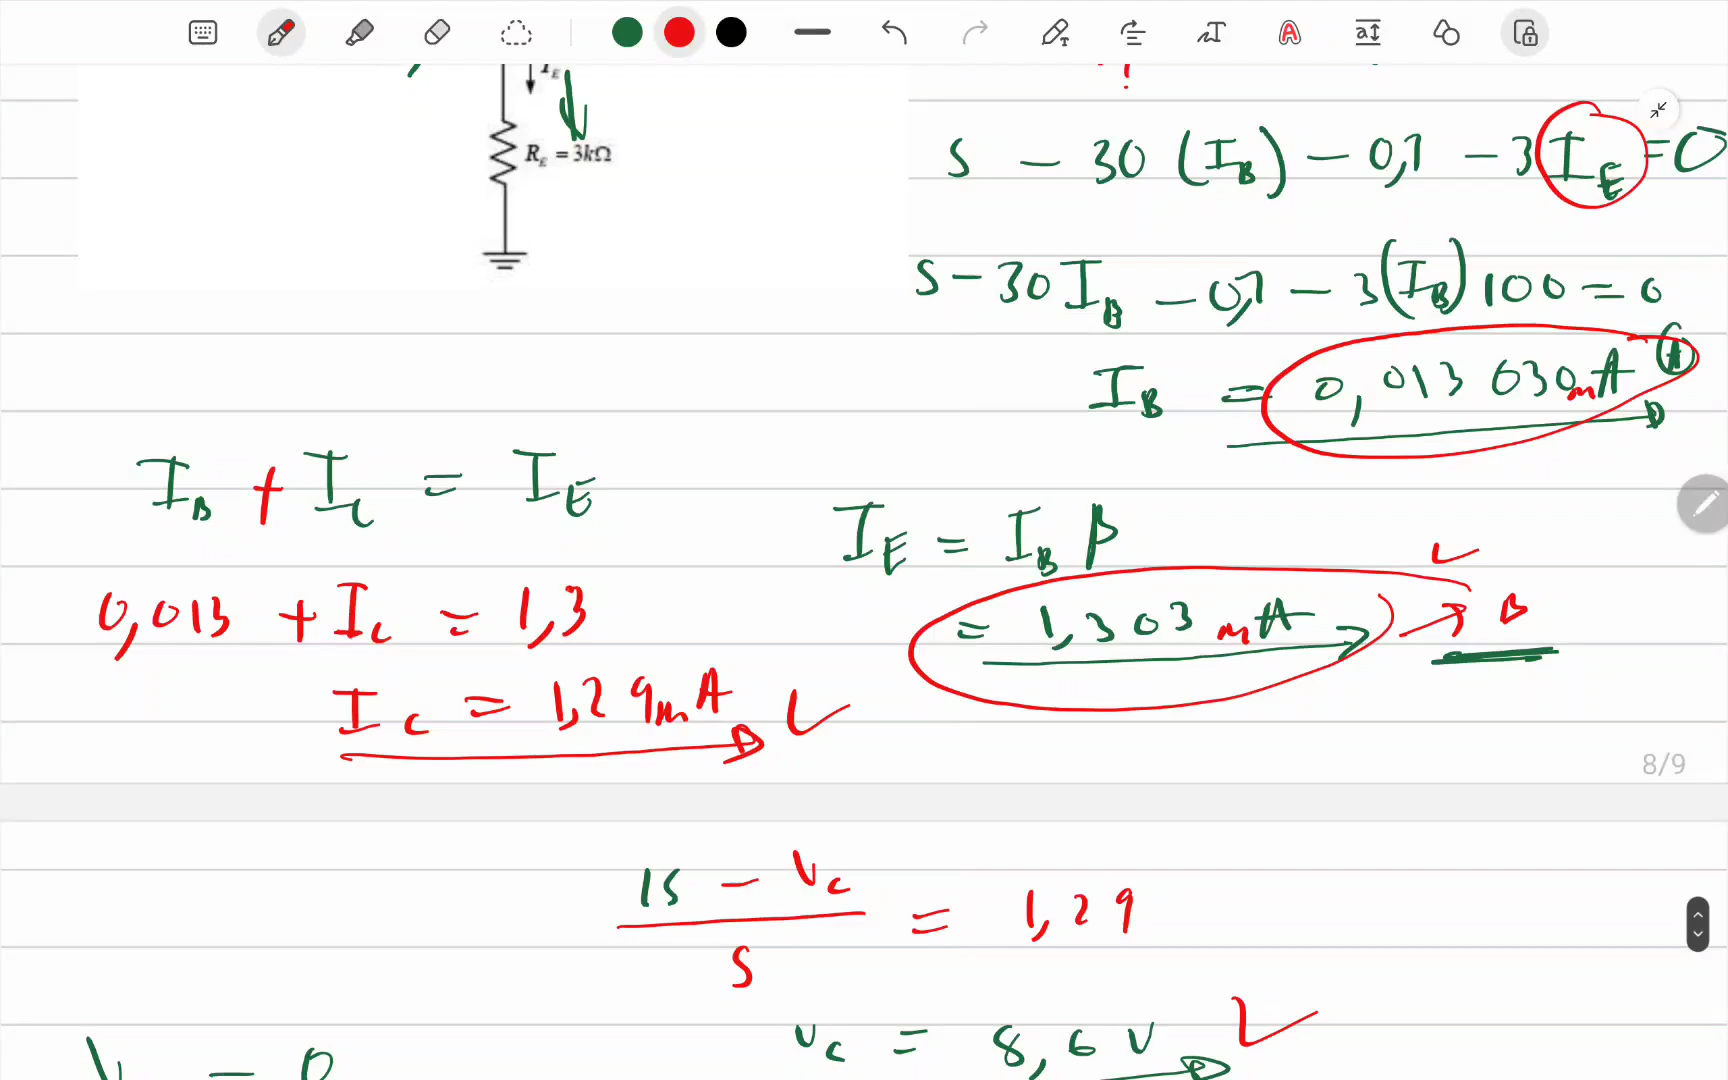 I_E
R_E = 3kΩ
5 - 30 (I_B) - 0,7 - 3 I_E = 0
5 - 30 I_B - 0,7 - 3(I_B) 100 = 0
I_B = 0,013 030 mA
I_B + I_C = I_E
I_E = I_B β
0,013 + I_C = 1,3
= 1,303 mA
I_C = 1,29 mA
8/9
15 - V_C
5
= 1,29
V_C = 8,6 V